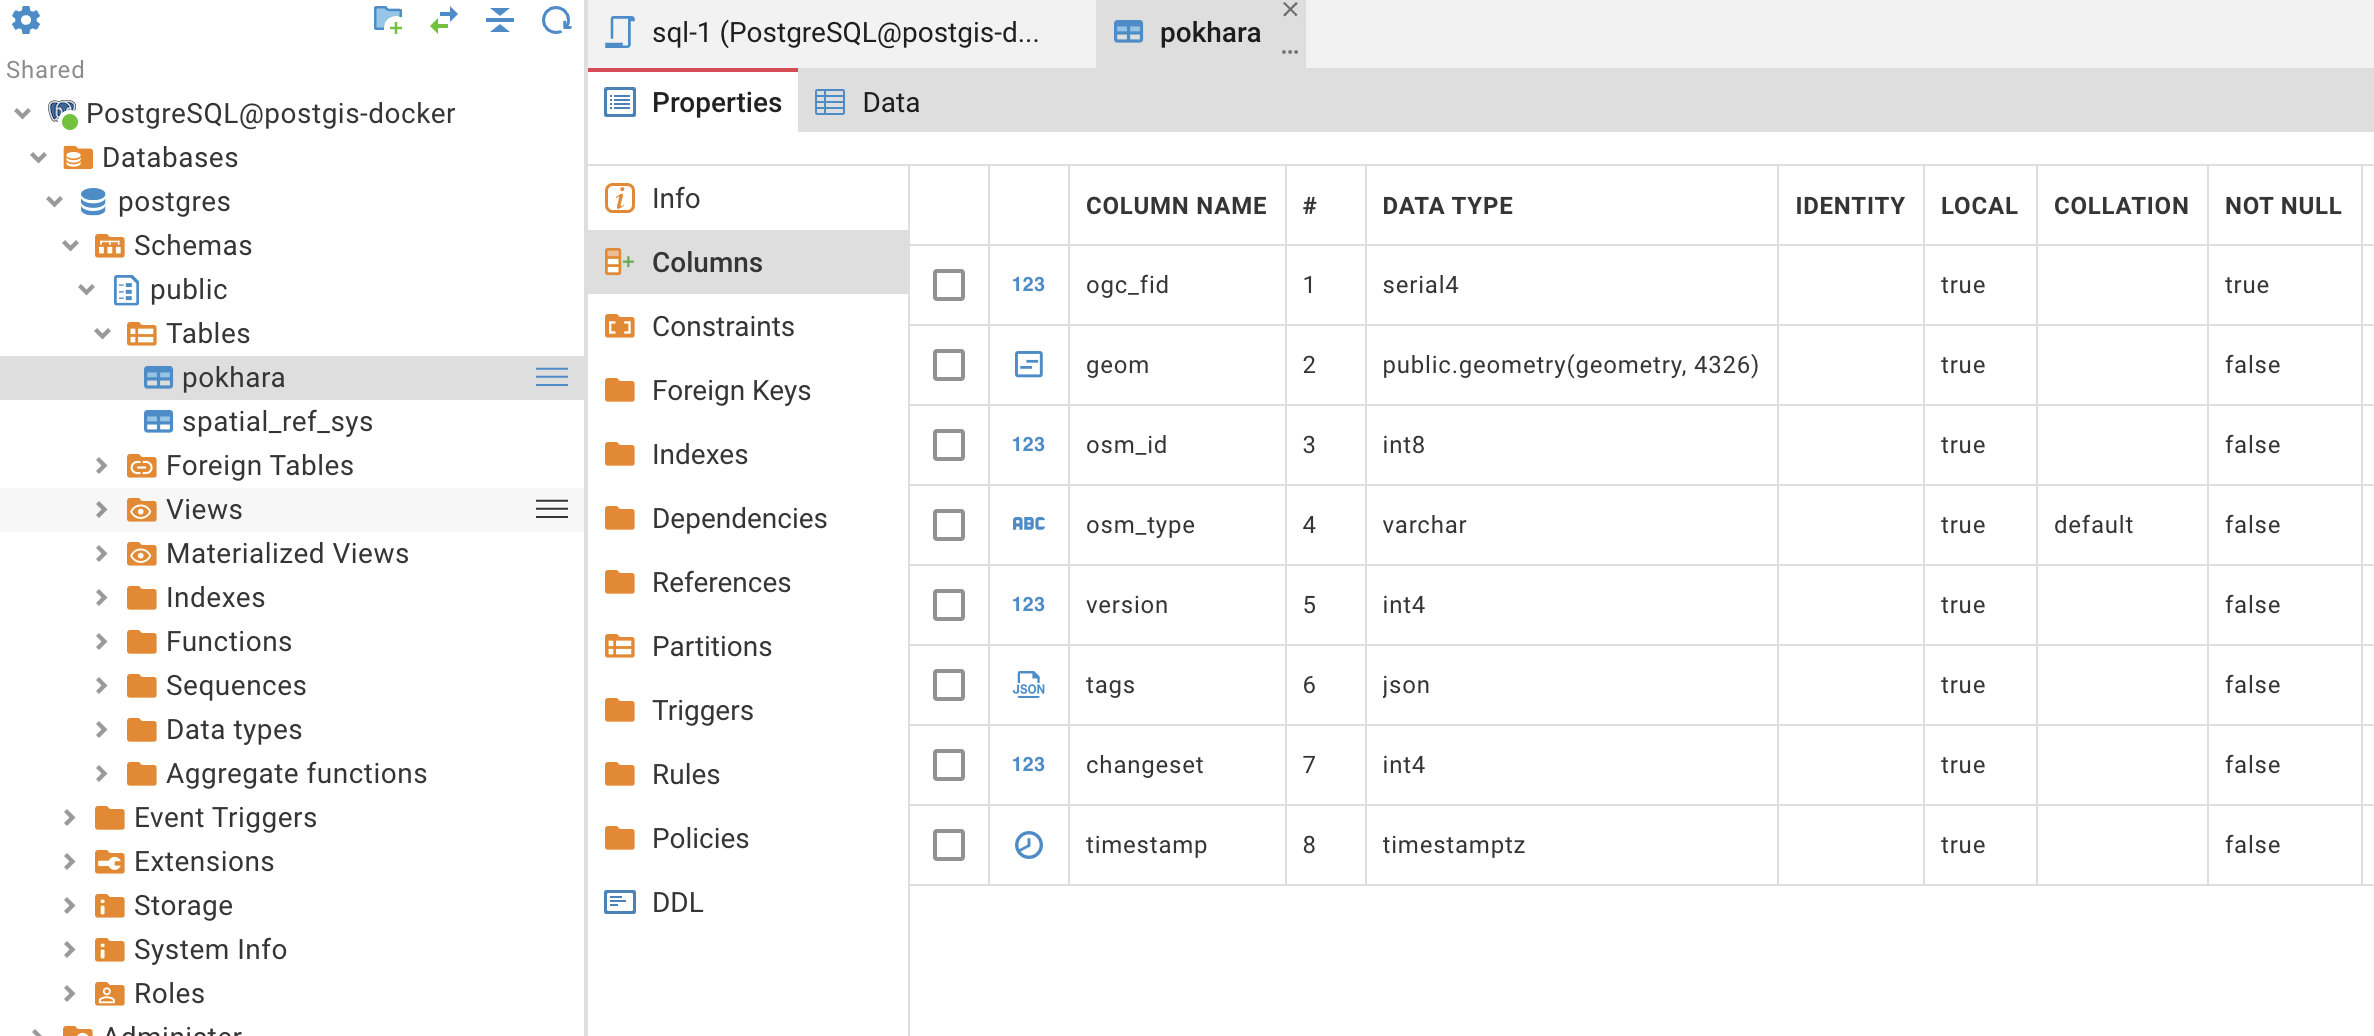 Shared
PostgreSQL@postgis-docker
Databases
postgres
Schemas
public
Tables
pokhara
spatial_ref_sys
Foreign Tables
Views
Materialized Views
Indexes
Functions
Sequences
Data types
Aggregate functions
Event Triggers
Extensions
Storage
System Info
Roles
Administer
sql-1 (PostgreSQL@postgis-d... pokhara
Properties Data
Info
Columns
Constraints
Foreign Keys
Indexes
Dependencies
References
Partitions
Triggers
Rules
Policies
DDL
COLUMN NAME # DATA TYPE IDENTITY LOCAL COLLATION NOT NULL
123 ogc_fid 1 serial4 true true
geom 2 public.geometry(geometry, 4326) true false
123 osm_id 3 int8 true false
ABC osm_type 4 varchar true default false
123 version 5 int4 true false
JSON tags 6 json true false
123 changeset 7 int4 true false
timestamp 8 timestamptz true false